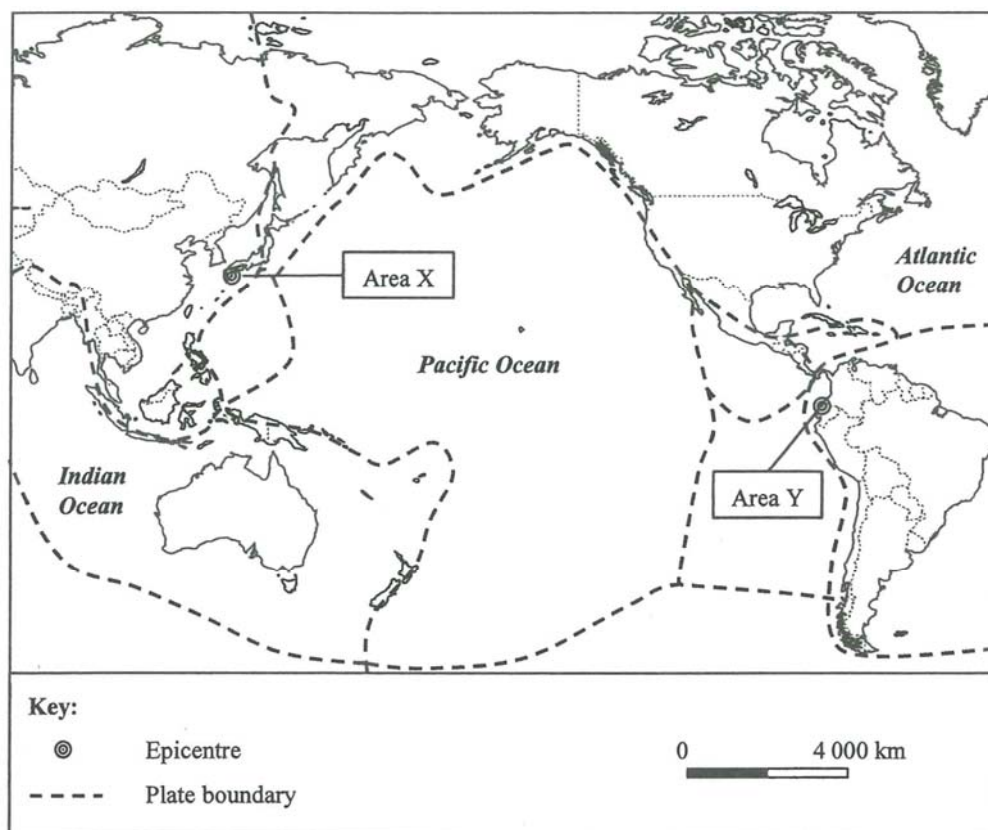 Atlantic
Ocean
Area X
Pacific Ocean
Indian
Ocean
Area Y
Key:
Epicentre
0 4 000 km
Plate boundary